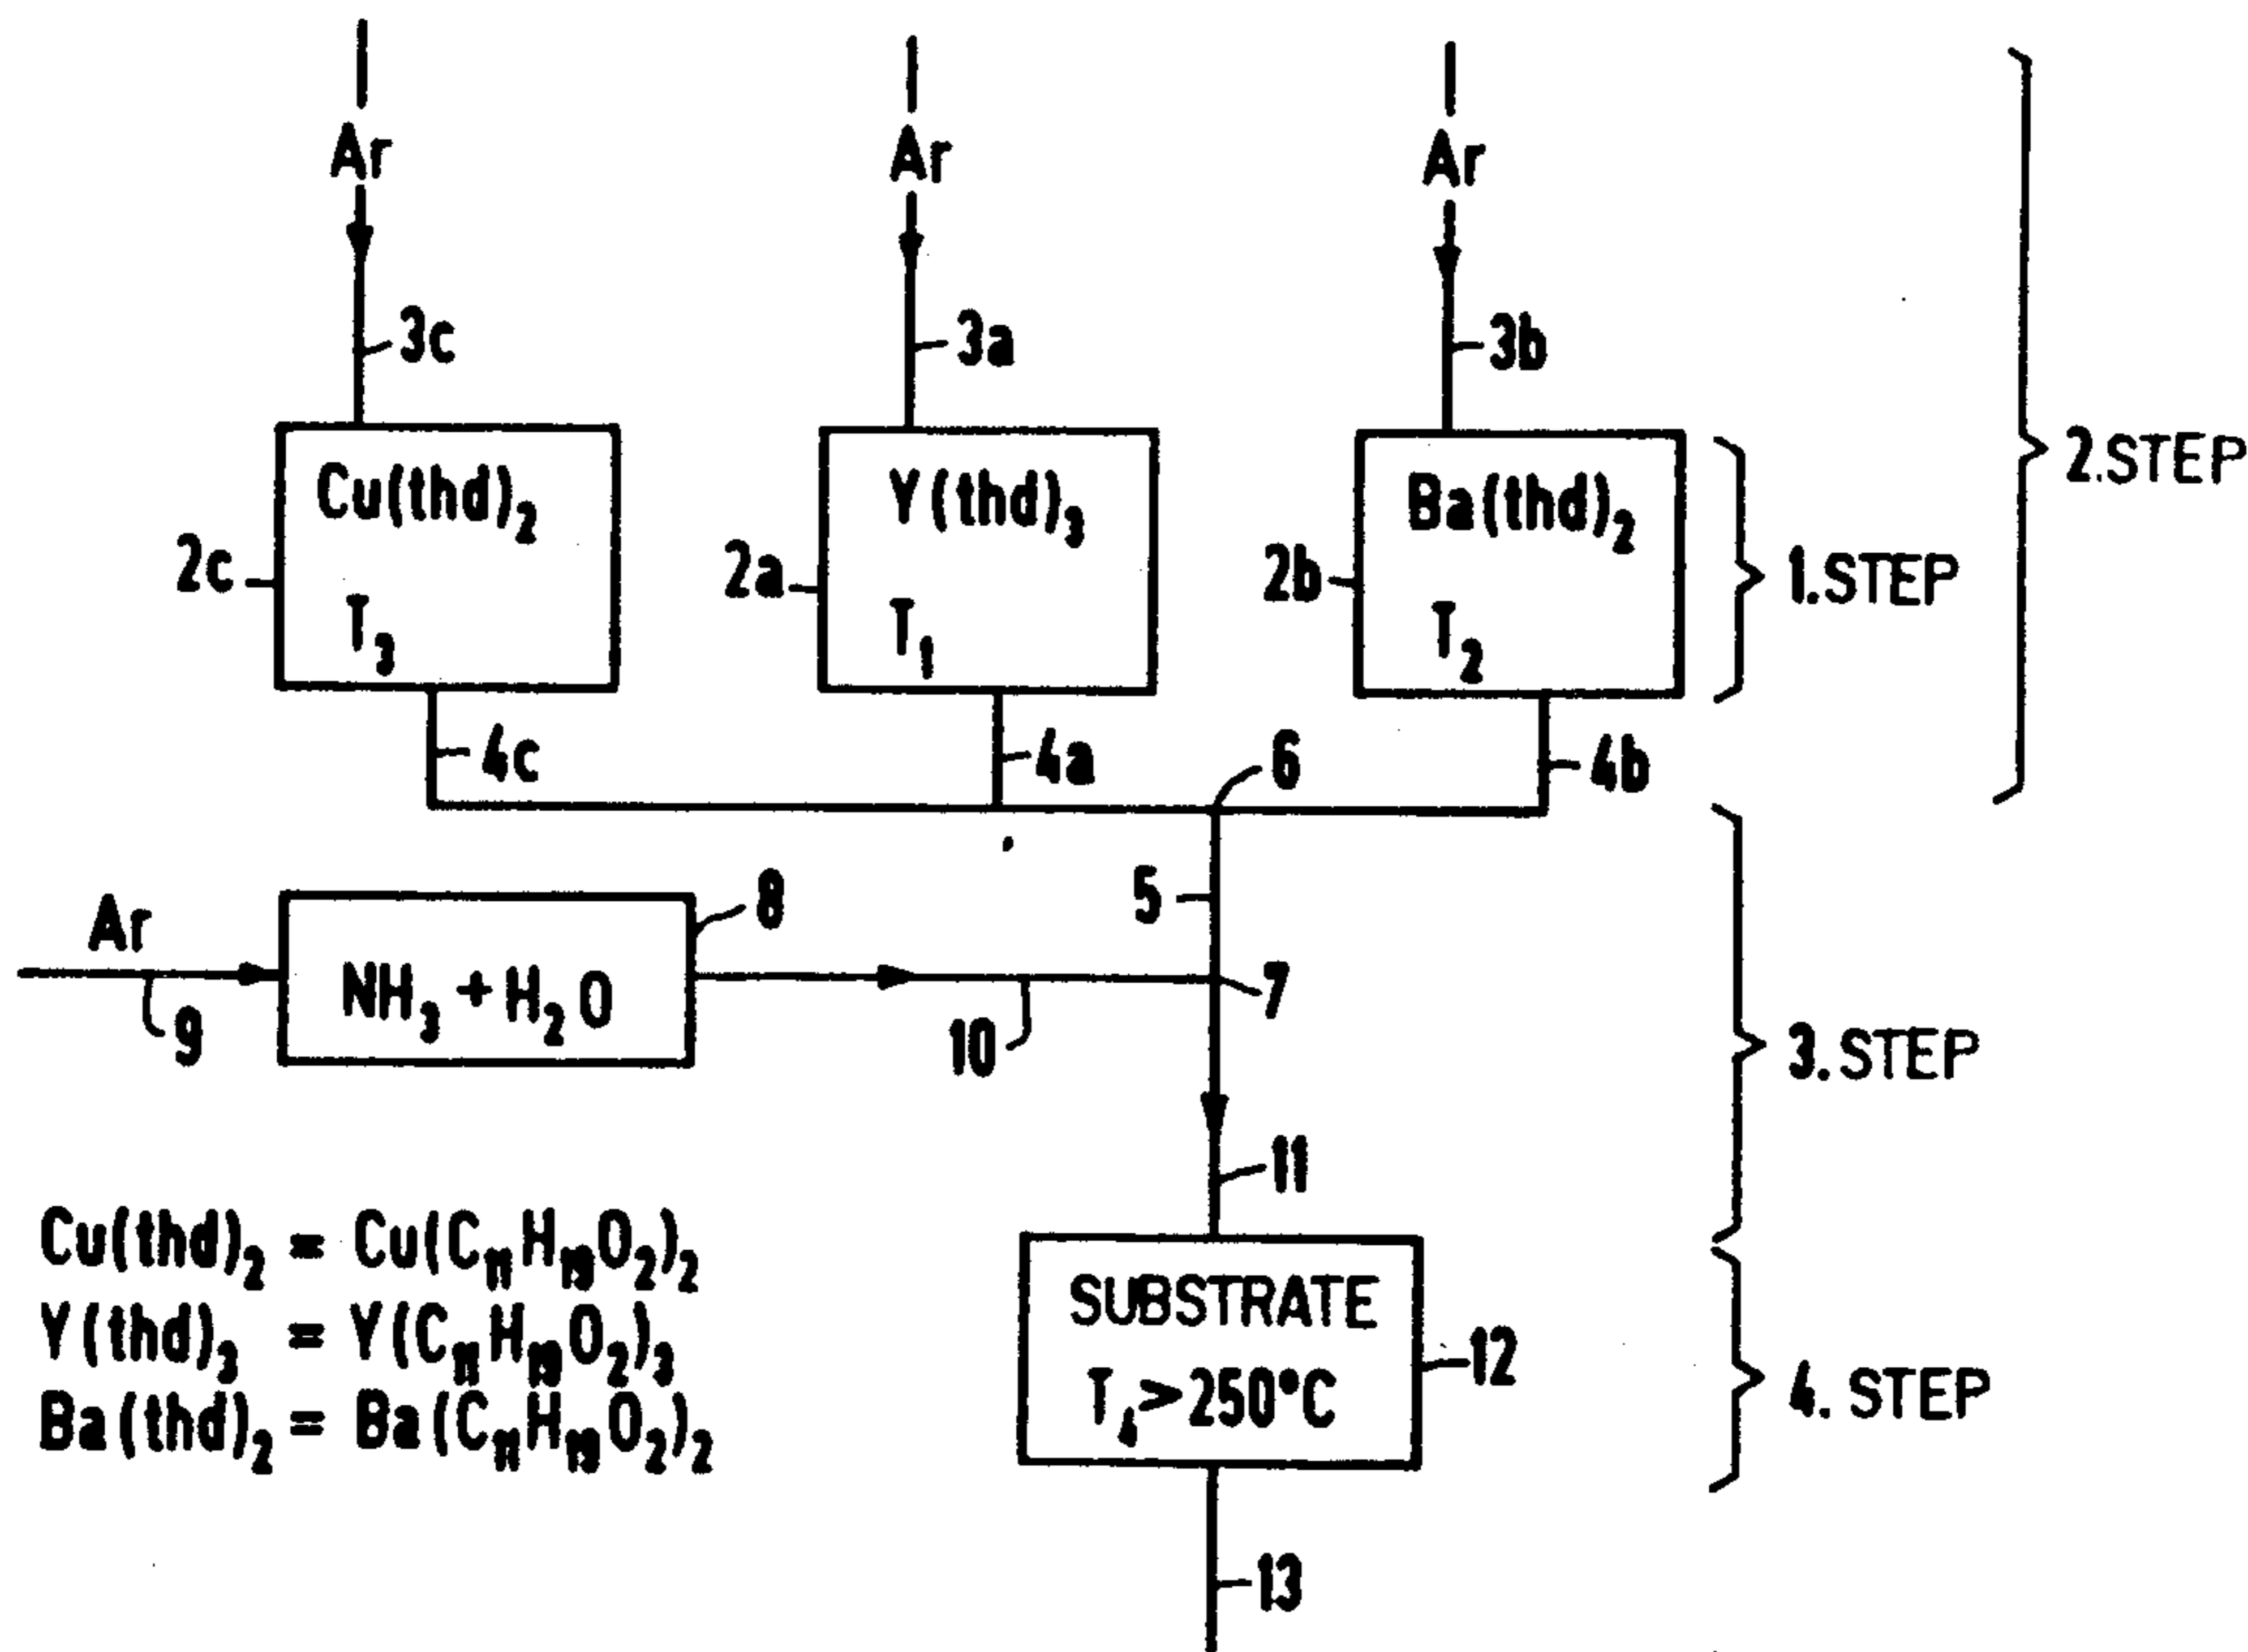 Ar
Ar
Ar
3c
3a
3b
2.STEP
Cu(thd)₂
Y(thd)₃
Ba(thd)₂
2c
2a
2b
1.STEP
T₃
T₁
T₂
4c
4a
6
4b
Ar
8
5
NH₃+H₂O
7
9
10
3.STEP
11
Cu(thd)₂ = Cu(C₁₁H₁₉O₂)₂
SUBSTRATE
Y(thd)₃ = Y(C₁₁H₁₉O₂)₃
12
T₄>250°C
4. STEP
Ba(thd)₂ = Ba(C₁₁H₁₉O₂)₂
13